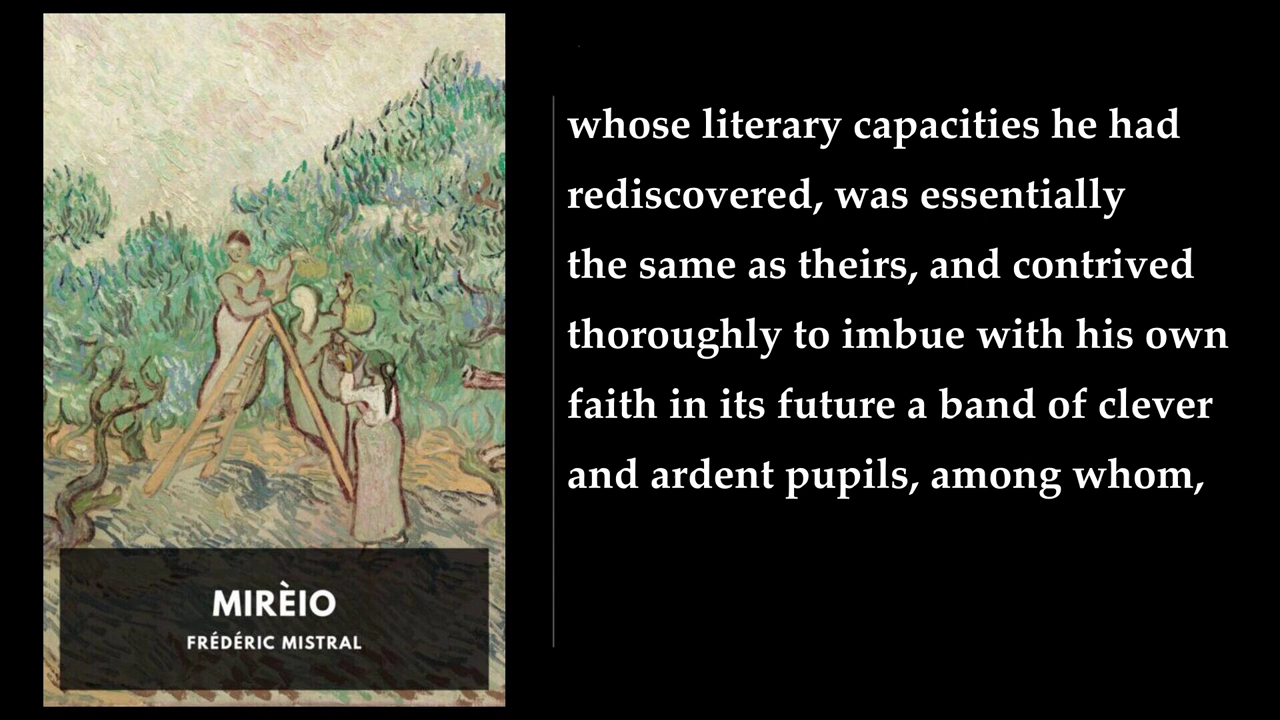 MIRÈIO
FRÉDÉRIC MISTRAL
whose literary capacities he had
rediscovered, was essentially
the same as theirs, and contrived
thoroughly to imbue with his own
faith in its future a band of clever
and ardent pupils, among whom,